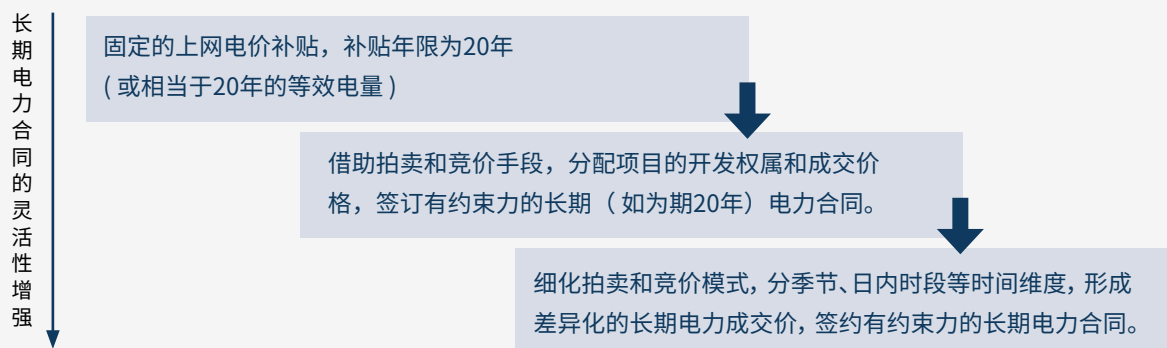 长期电力合同的灵活性增强
固定的上网电价补贴，补贴年限为20年
( 或相当于20年的等效电量 )
借助拍卖和竞价手段，分配项目的开发权属和成交价
格，签订有约束力的长期（ 如为期20年）电力合同。
细化拍卖和竞价模式，分季节、日内时段等时间维度，形成
差异化的长期电力成交价，签约有约束力的长期电力合同。